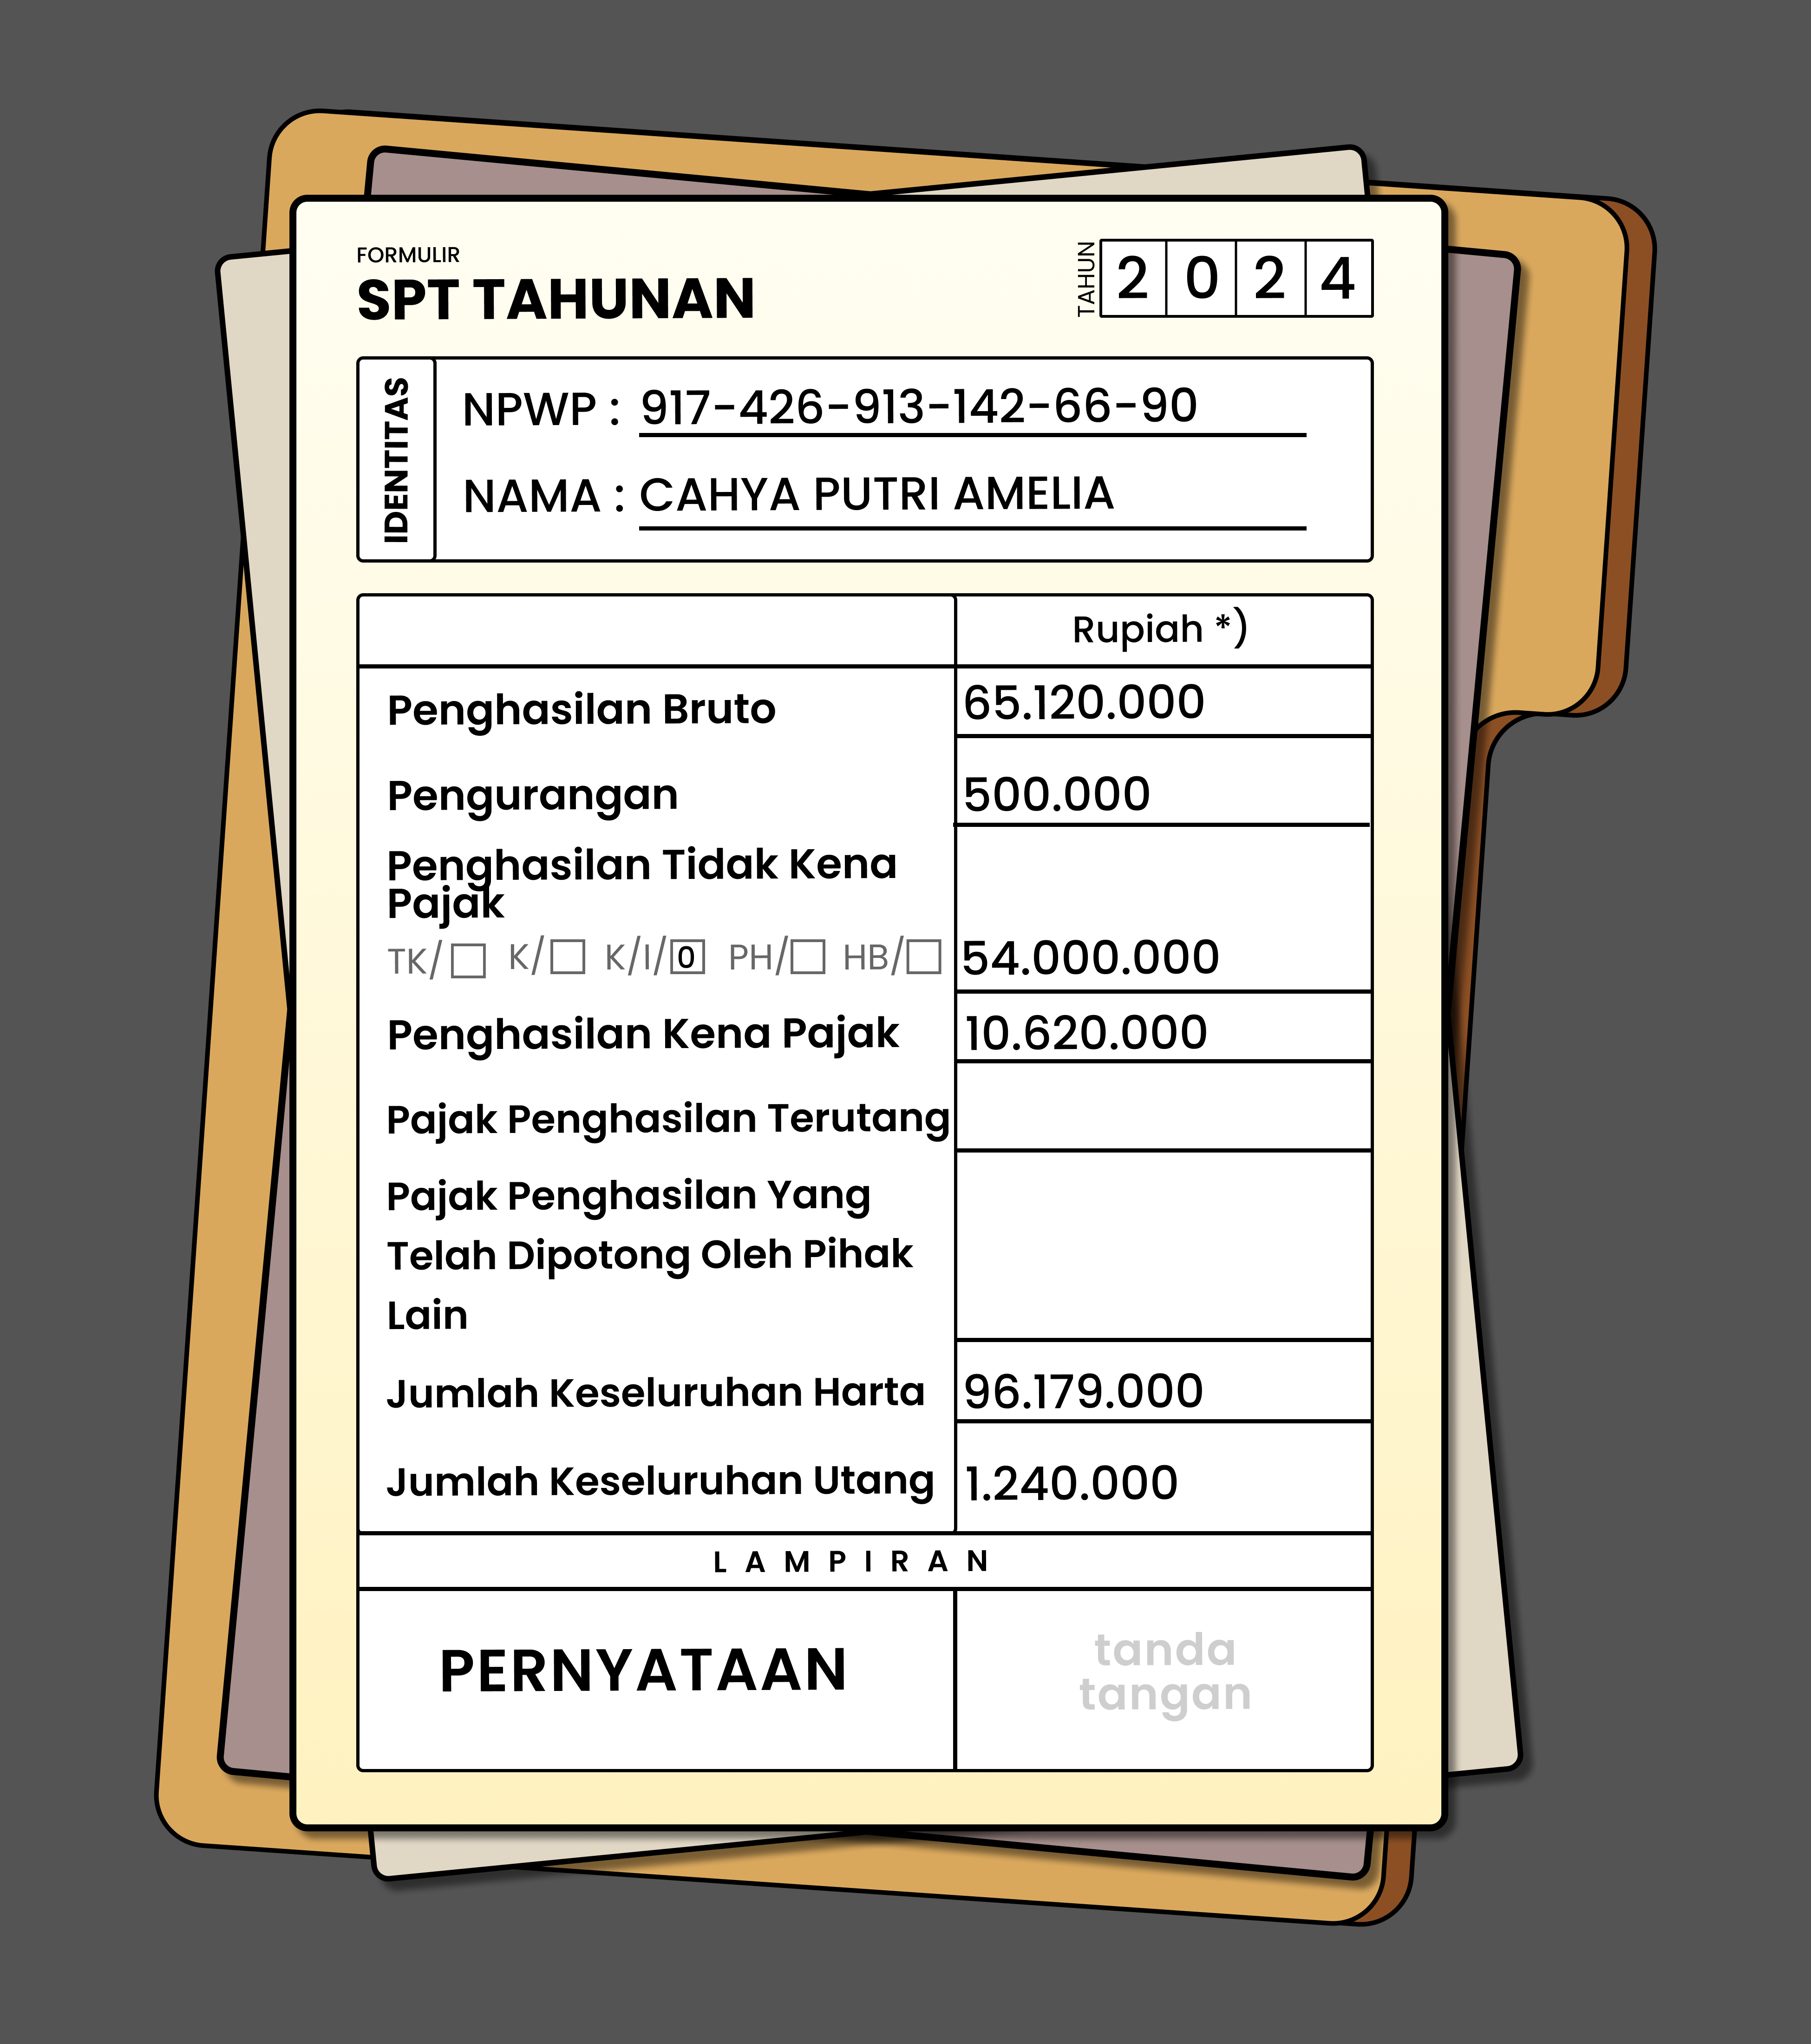 FORMULIR
SPT TAHUNAN
TAHUN
2 0 2 4
IDENTITAS
NPWP : 917-426-913-142-66-90
NAMA : CAHYA PUTRI AMELIA
Rupiah *)
Penghasilan Bruto 65.120.000
Pengurangan 500.000
Penghasilan Tidak Kena
Pajak
TK/ K/ K/I/ 0 PH/ HB/ 54.000.000
Penghasilan Kena Pajak 10.620.000
Pajak Penghasilan Terutang
Pajak Penghasilan Yang
Telah Dipotong Oleh Pihak
Lain
Jumlah Keseluruhan Harta 96.179.000
Jumlah Keseluruhan Utang 1.240.000
LAMPIRAN
PERNYATAAN
tanda
tangan